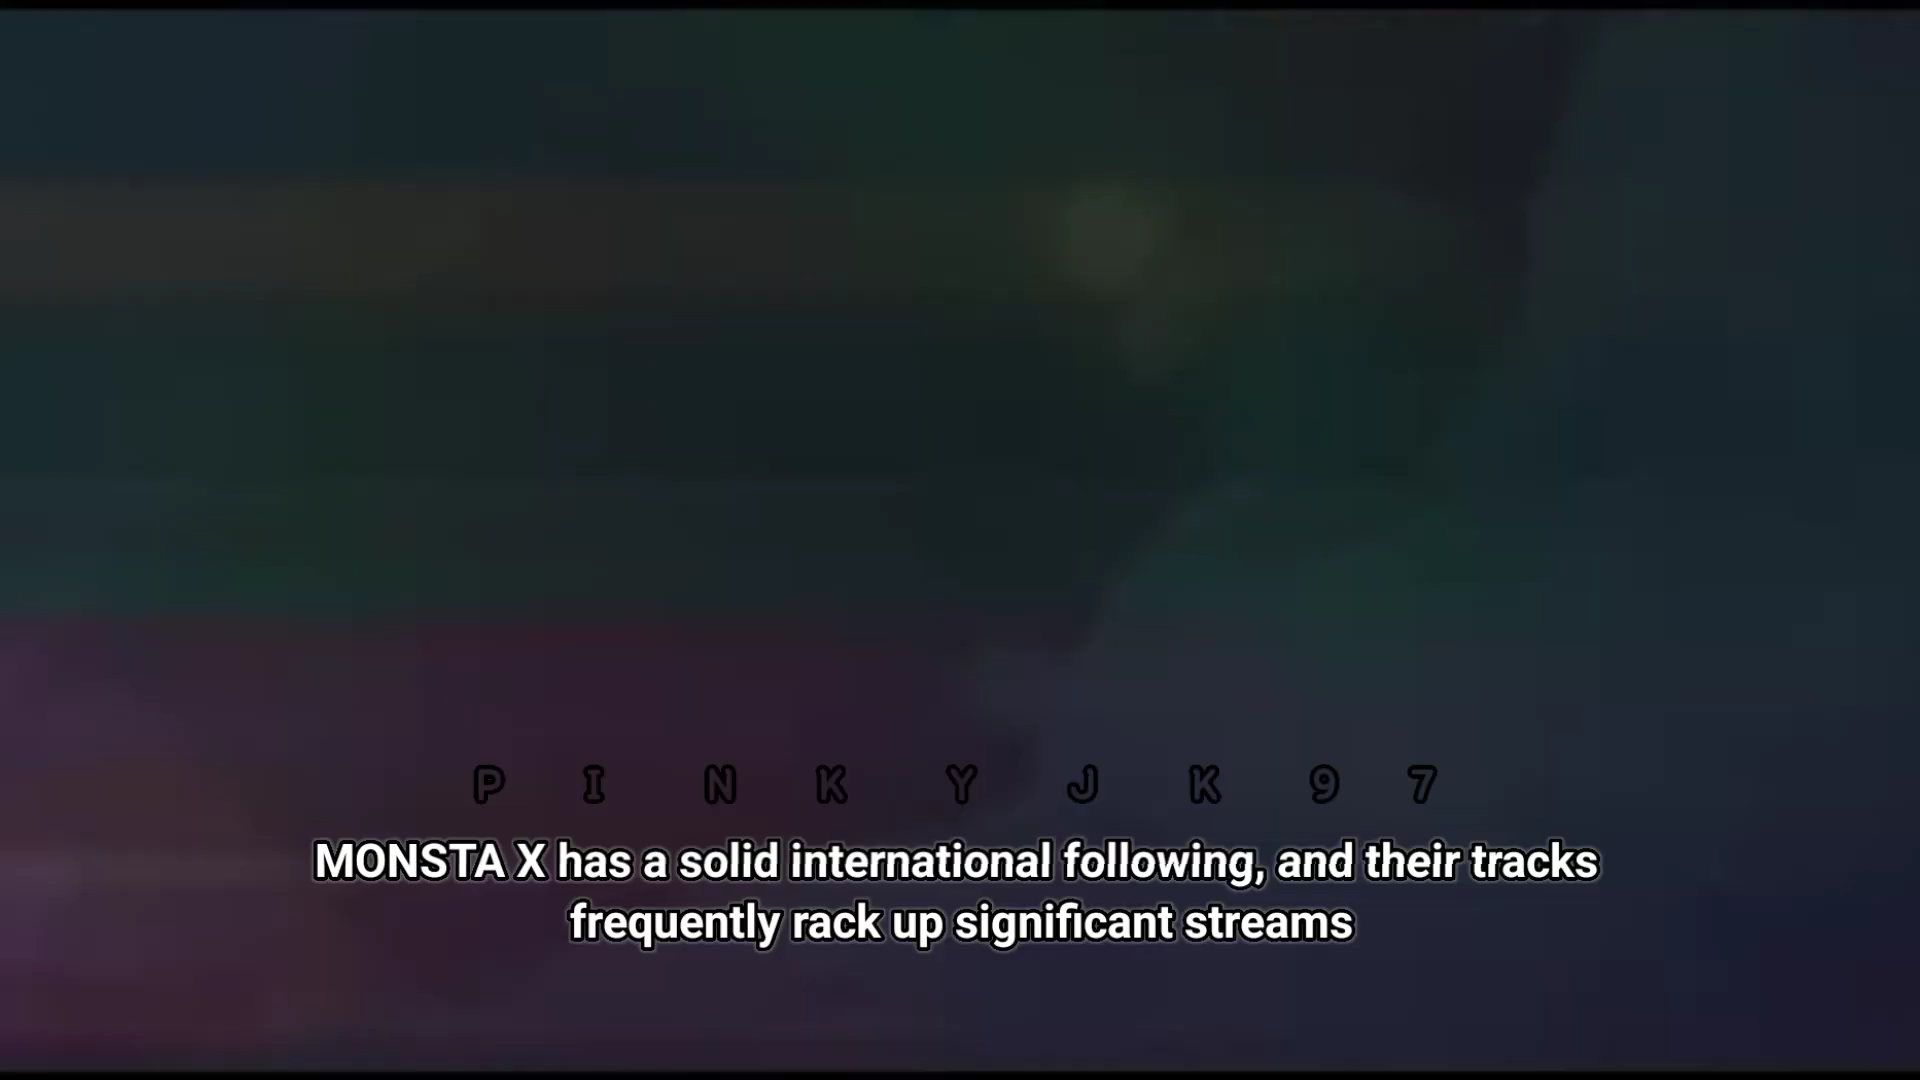 P I N K Y J K 9 7
MONSTA X has a solid international following, and their tracks
frequently rack up significant streams